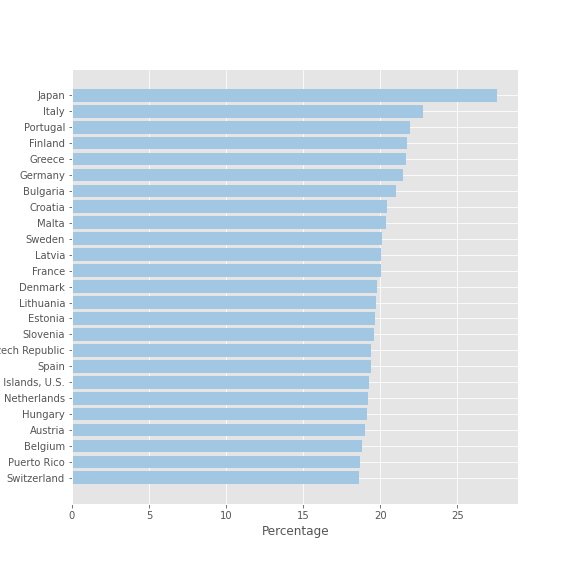 Japan
Italy
Portugal
Finland
Greece
Germany
Bulgaria
Croatia
Malta
Sweden
Latvia
France
Denmark
Lithuania
Estonia
Slovenia
zech Republic
Spain
Islands, U.S.
Netherlands
Hungary
Austria
Belgium
Puerto Rico
Switzerland
0 5 10 15 20 25
Percentage